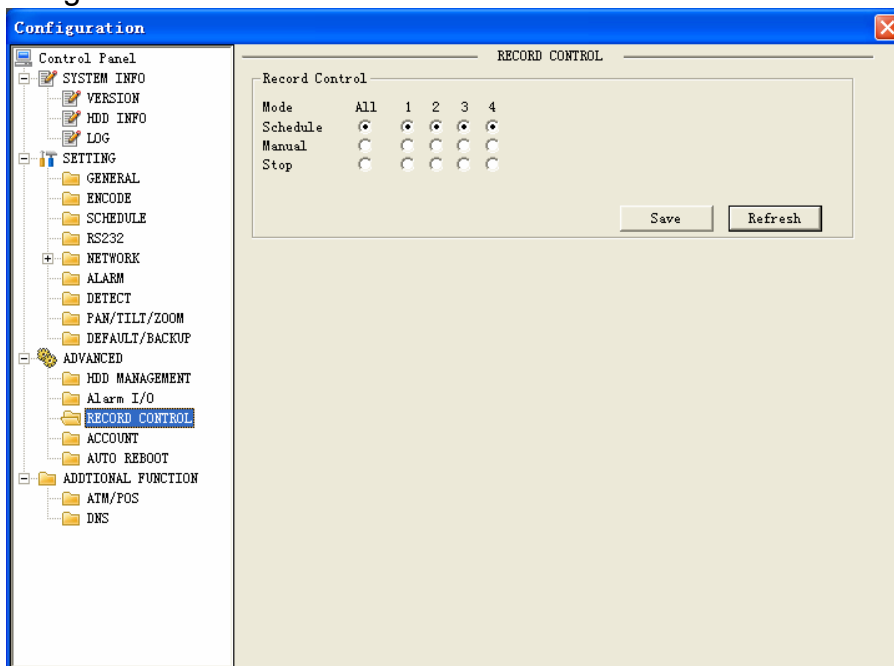 Configuration
Control Panel
SYSTEM INFO
VERSION
HDD INFO
LOG
SETTING
GENERAL
ENCODE
SCHEDULE
RS232
NETWORK
ALARM
DETECT
PAN/TILT/ZOOM
DEFAULT/BACKUP
ADVANCED
HDD MANAGEMENT
Alarm I/O
RECORD CONTROL
ACCOUNT
AUTO REBOOT
ADDTIONAL FUNCTION
ATM/POS
DNS
RECORD CONTROL
Record Control
Mode All 1 2 3 4
Schedule
Manual
Stop
Save Refresh